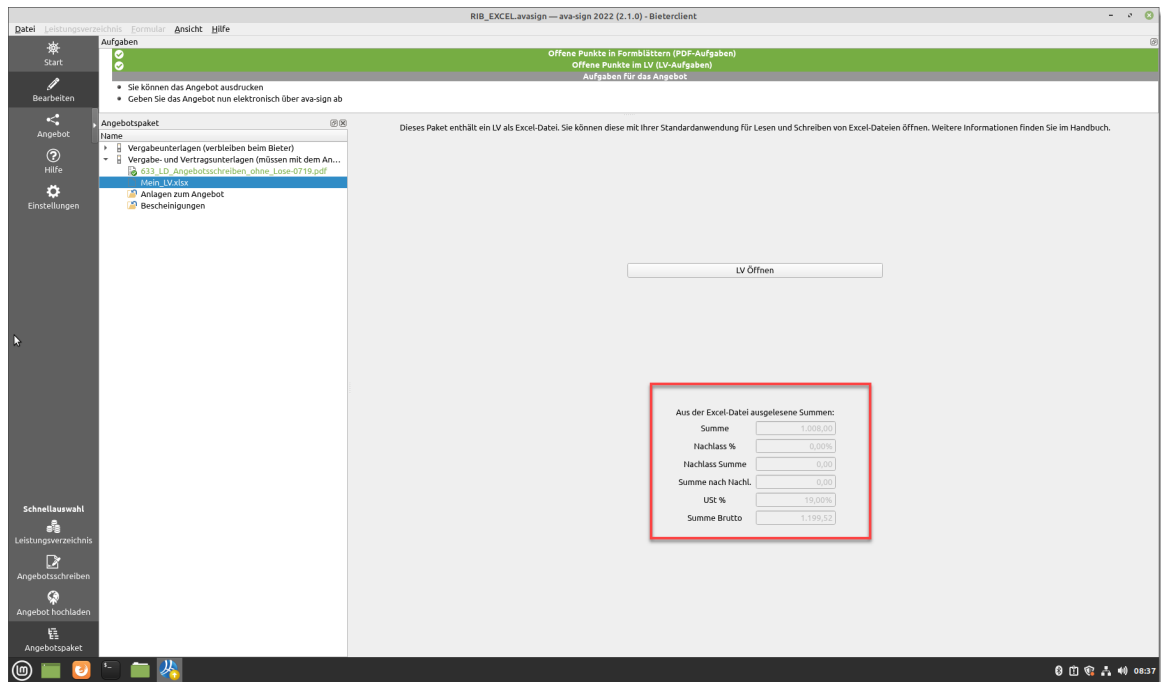 RIB_EXCEL.avasign — ava-sign 2022 (2.1.0) - Bieterclient
Datei Leistungsverzeichnis Formular Ansicht Hilfe
Start
Bearbeiten
Angebot
Hilfe
Einstellungen
Schnellauswahl
Leistungsverzeichnis
Angebotsschreiben
Angebot hochladen
Angebotspaket
Aufgaben
Offene Punkte in Formblättern (PDF-Aufgaben)
Offene Punkte im LV (LV-Aufgaben)
Aufgaben für das Angebot
Sie können das Angebot ausdrucken
Geben Sie das Angebot nun elektronisch über ava-sign ab
Angebotspaket
Name
Vergabeunterlagen (verbleiben beim Bieter)
Vergabe- und Vertragsunterlagen (müssen mit dem An...
633_LD_Angebotsschreiben_ohne_Lose-0719.pdf
Mein_LV.xlsx
Anlagen zum Angebot
Bescheinigungen
Dieses Paket enthält ein LV als Excel-Datei. Sie können diese mit Ihrer Standardanwendung für Lesen und Schreiben von Excel-Dateien öffnen. Weitere Informationen finden Sie im Handbuch.
LV Öffnen
Aus der Excel-Datei ausgelesene Summen:
Summe 1.008,00
Nachlass % 0,00%
Nachlass Summe 0,00
Summe nach Nachl. 0,00
USt % 19,00%
Summe Brutto 1.199,52
08:37